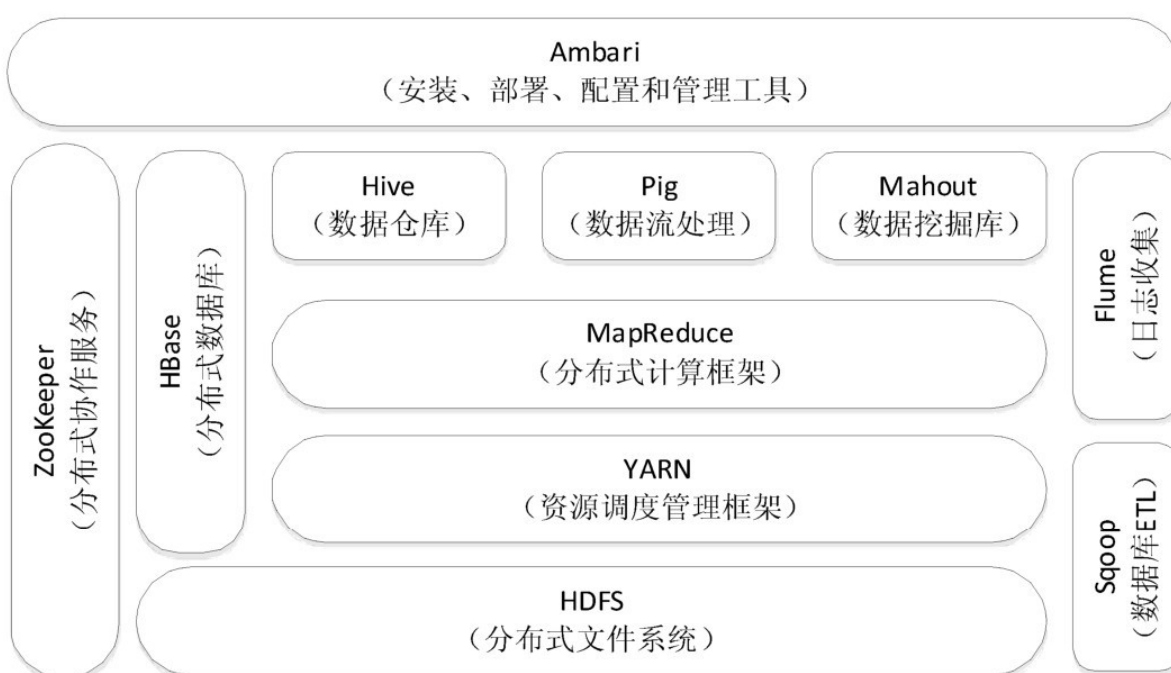 Ambari
（安装、部署、配置和管理工具）
ZooKeeper
（分布式协作服务）
HBase
（分布式数据库）
Hive
（数据仓库）
Pig
（数据流处理）
Mahout
（数据挖掘库）
Flume
（日志收集）
MapReduce
（分布式计算框架）
YARN
（资源调度管理框架）
Sqoop
（数据库ETL）
HDFS
（分布式文件系统）